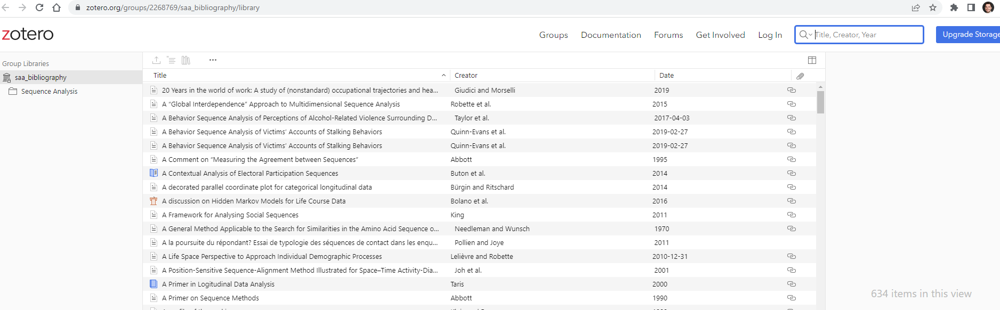 zotero.org/groups/2268769/saa_bibliography/library
zotero
Groups Documentation Forums Get Involved Log In Title, Creator, Year Upgrade Storage
Group Libraries
saa_bibliography
Sequence Analysis
Title Creator Date
20 Years in the world of work: A study of (nonstandard) occupational trajectories and hea... Giudici and Morselli 2019
A “Global Interdependence” Approach to Multidimensional Sequence Analysis Robette et al. 2015
A Behavior Sequence Analysis of Perceptions of Alcohol-Related Violence Surrounding D... Taylor et al. 2017-04-03
A Behavior Sequence Analysis of Victims’ Accounts of Stalking Behaviors Quinn-Evans et al. 2019-02-27
A Behavior Sequence Analysis of Victims’ Accounts of Stalking Behaviors Quinn-Evans et al. 2019-02-27
A Comment on “Measuring the Agreement between Sequences” Abbott 1995
A Contextual Analysis of Electoral Participation Sequences Buton et al. 2014
A decorated parallel coordinate plot for categorical longitudinal data Bürgin and Ritschard 2014
A discussion on Hidden Markov Models for Life Course Data Bolano et al. 2016
A Framework for Analysing Social Sequences King 2011
A General Method Applicable to the Search for Similarities in the Amino Acid Sequence o... Needleman and Wunsch 1970
A la poursuite du répondant? Essai de typologie des séquences de contact dans les enqu... Pollien and Joye 2011
A Life Space Perspective to Approach Individual Demographic Processes Lelièvre and Robette 2010-12-31
A Position-Sensitive Sequence-Alignment Method Illustrated for Space–Time Activity-Dia... Joh et al. 2001
A Primer in Logitudinal Data Analysis Taris 2000
A Primer on Sequence Methods Abbott 1990
634 items in this view